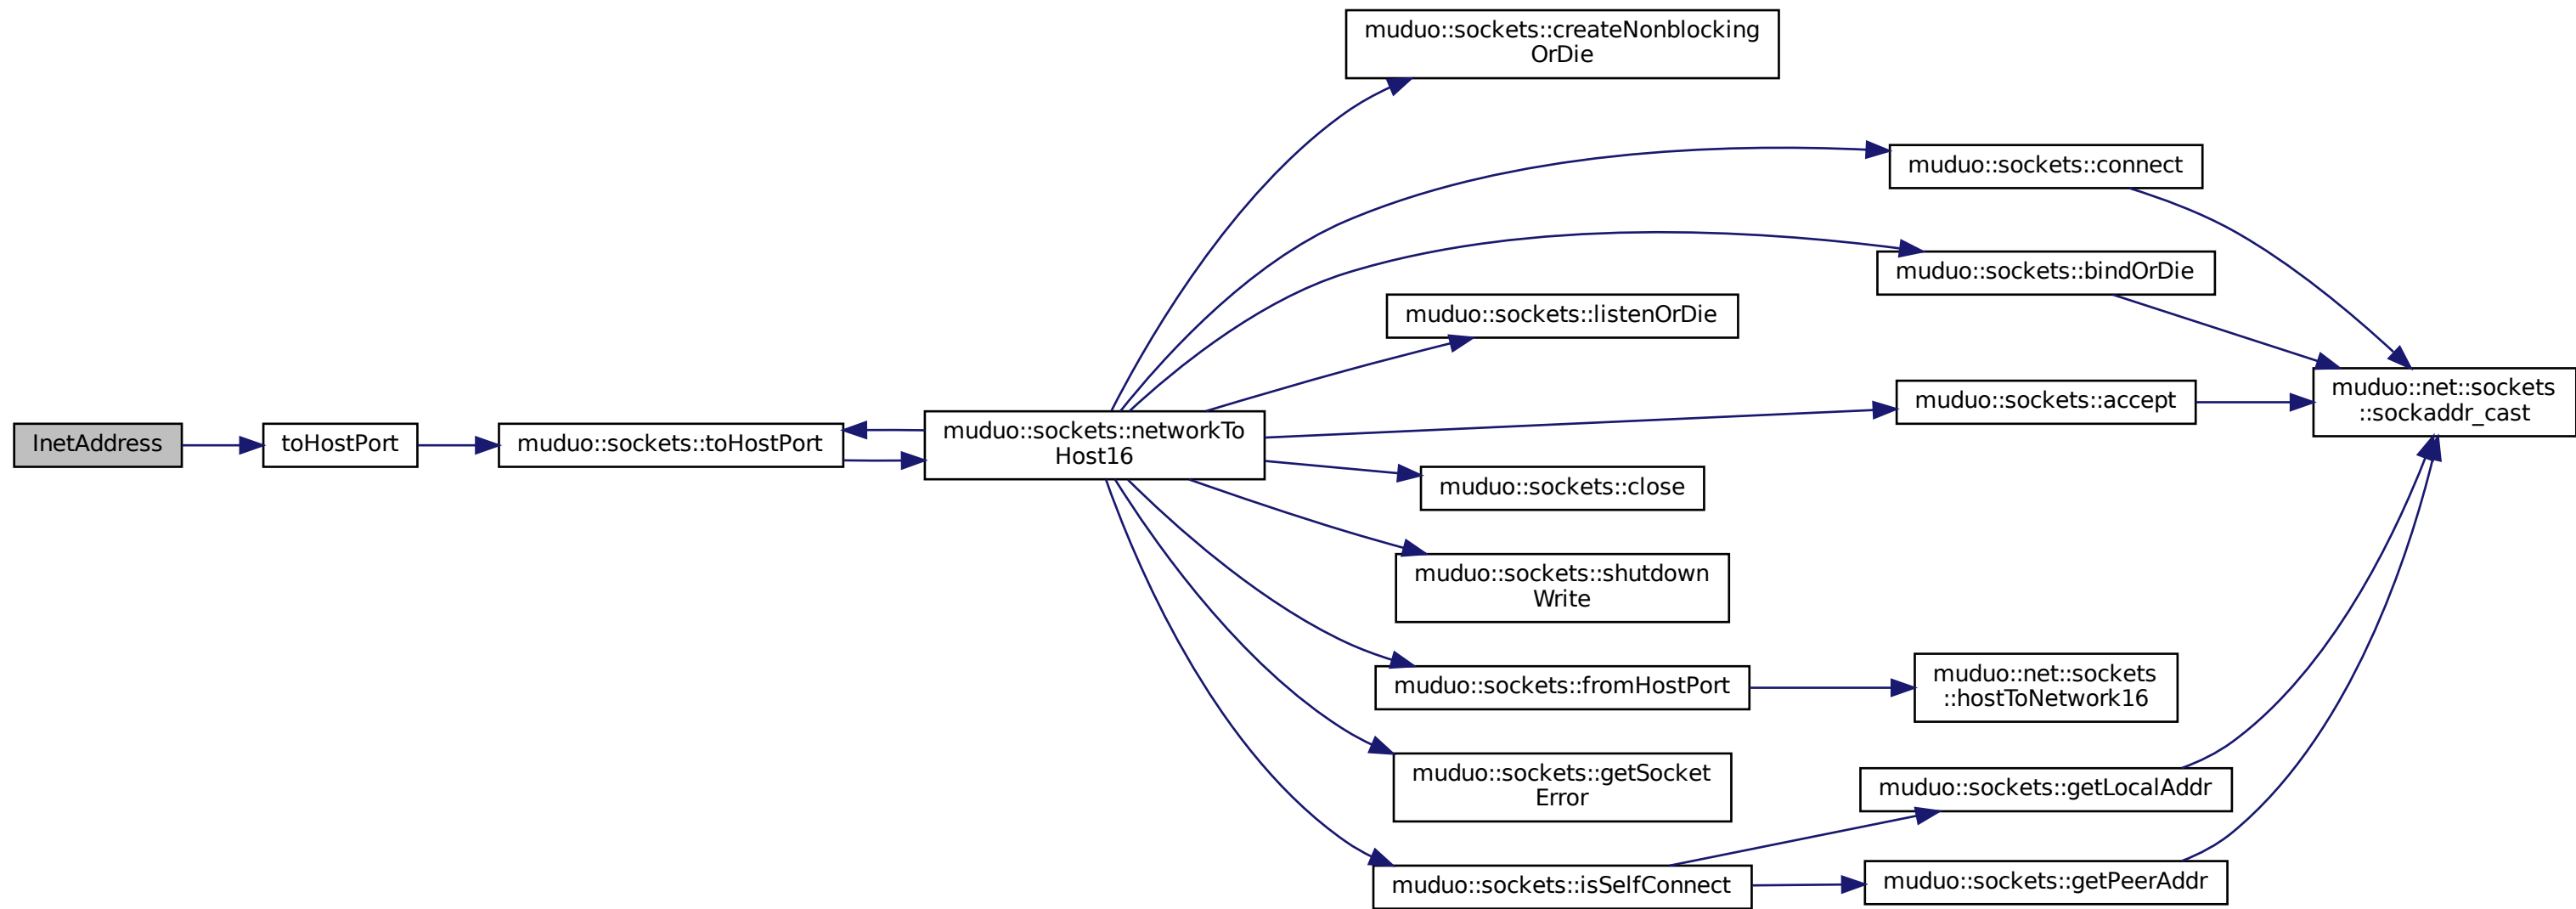 InetAddress
toHostPort
muduo::sockets::toHostPort
muduo::sockets::networkTo
Host16
muduo::sockets::createNonblocking
OrDie
muduo::sockets::connect
muduo::sockets::bindOrDie
muduo::sockets::listenOrDie
muduo::sockets::accept
muduo::sockets::close
muduo::sockets::shutdown
Write
muduo::sockets::fromHostPort
muduo::sockets::getSocket
Error
muduo::sockets::isSelfConnect
muduo::net::sockets
::sockaddr_cast
muduo::net::sockets
::hostToNetwork16
muduo::sockets::getLocalAddr
muduo::sockets::getPeerAddr